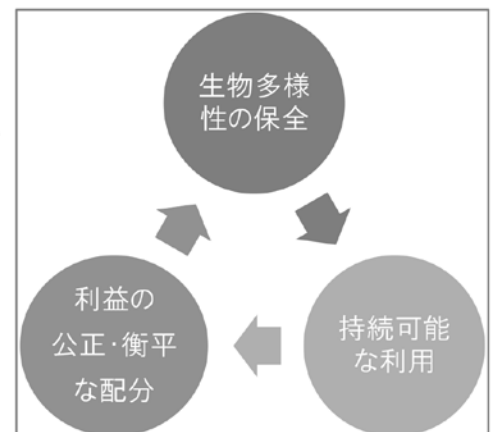 生物多様
性の保全
持続可能
な利用
利益の
公正・衡平
な配分